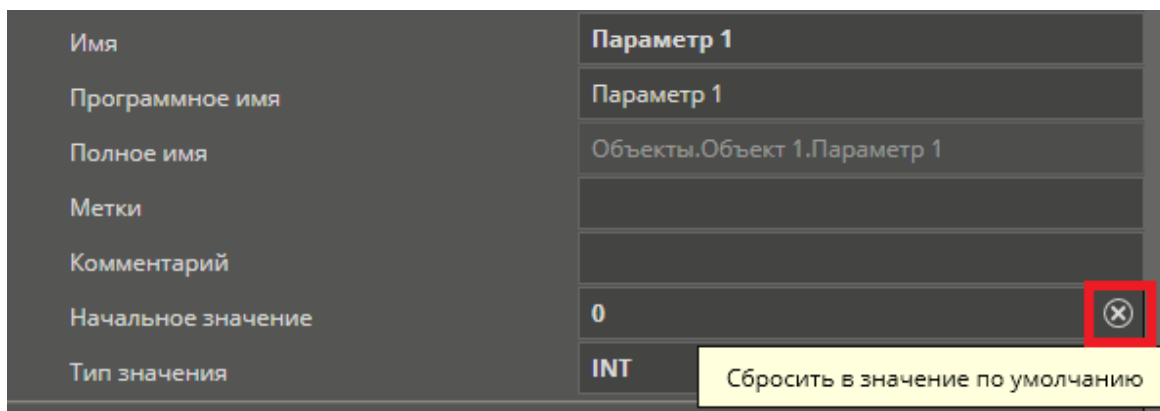 Имя Параметр 1
Программное имя Параметр 1
Полное имя Объекты.Объект 1.Параметр 1
Метки
Комментарий
Начальное значение 0
Тип значения INT
Сбросить в значение по умолчанию